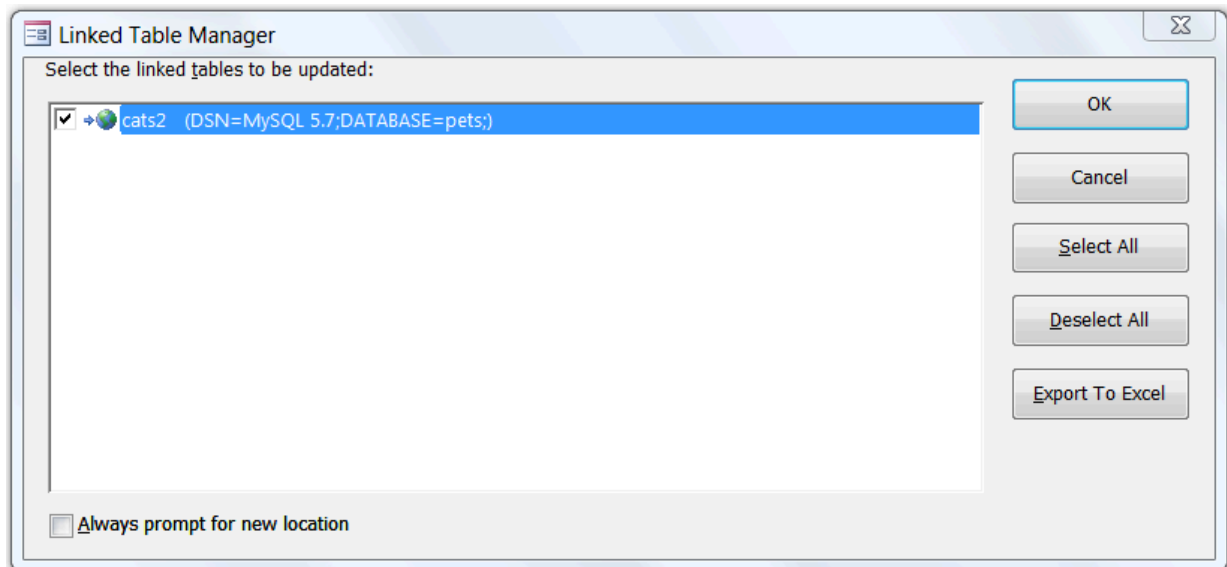 Linked Table Manager
Select the linked tables to be updated:
cats2 (DSN=MySQL 5.7;DATABASE=pets;)
OK
Cancel
Select All
Deselect All
Export To Excel
Always prompt for new location